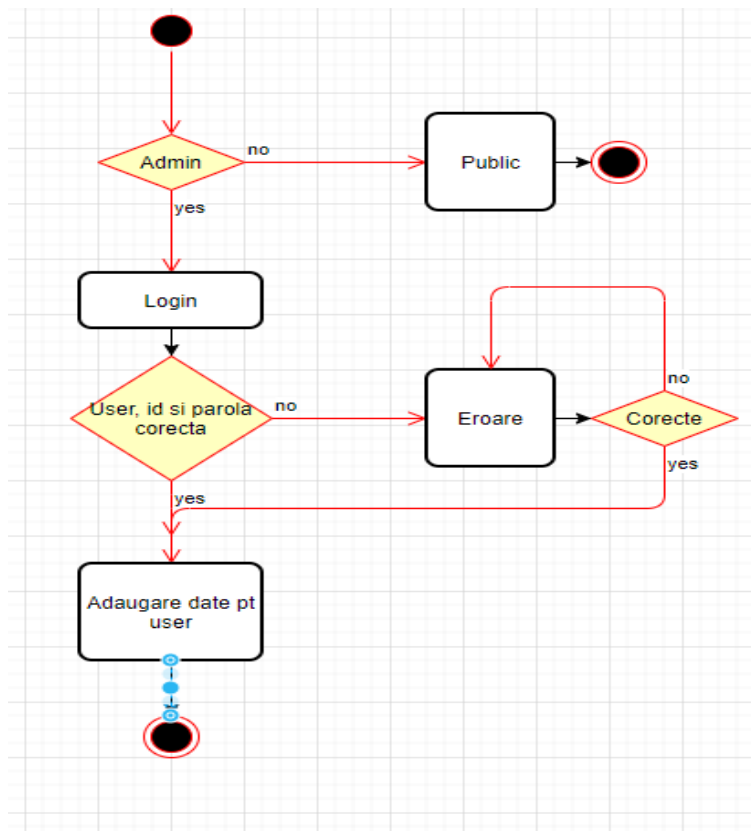 Admin
no
Public
yes
Login
no
User, id si parola
corecta
no
Eroare
Corecte
yes
yes
Adaugare date pt
user